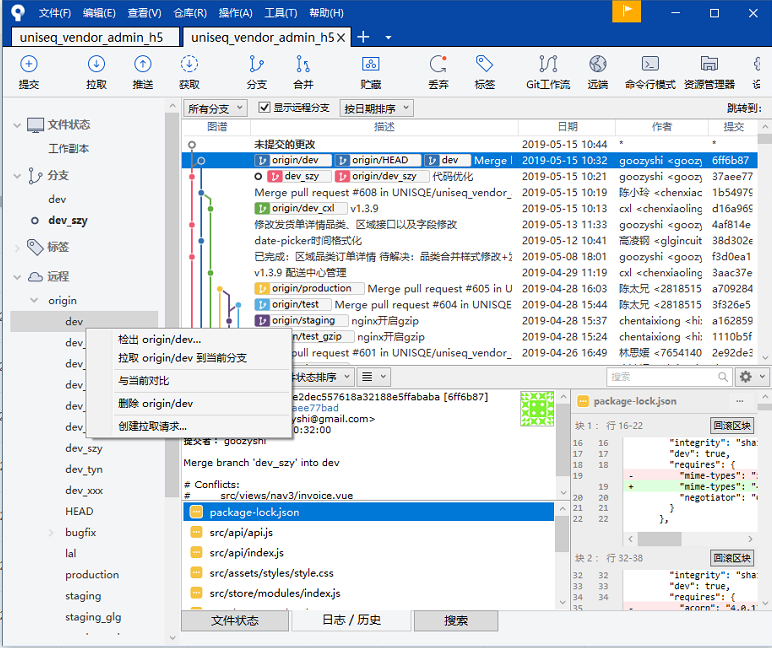 文件(F) 编辑(E) 查看(V) 仓库(R) 操作(A) 工具(T) 帮助(H)
uniseq_vendor_admin_h5 uniseq_vendor_admin_h5
提交 拉取 推送 获取 分支 合并 贮藏 丢弃 标签 Git工作流 远端 命令行模式 资源管理器
文件状态
工作副本
分支
dev
dev_szy
标签
远程
origin
dev
dev_
dev_
dev_
dev_
dev_
dev_szy
dev_tyn
dev_xxx
HEAD
bugfix
lal
production
staging
staging_glg
检出 origin/dev...
拉取 origin/dev 到当前分支
与当前对比
删除 origin/dev
创建拉取请求...
所有分支 显示远程分支 按日期排序 跳转到:
图谱 描述 日期 作者 提交
未提交的更改 2019-05-15 10:44 * *
origin/dev origin/HEAD dev Merge l 2019-05-15 10:32 goozyshi <goozy 6ff6b87
dev_szy origin/dev_szy 代码优化 2019-05-15 10:21 goozyshi <goozy 37aee77
Merge pull request #608 in UNISQE/uniseq_vendor_ 2019-05-15 10:19 陈小玲 <chenxiao 1b54979
origin/dev_cxl v1.3.9 2019-05-15 10:13 cxl <chenxiaoling d16a969
修改发货单详情品类、区域接口以及字段修改 2019-05-13 11:33 goozyshi <goozy 4af814e
date-picker时间格式化 2019-05-12 10:41 高凌钢 <glgincuit 38d302e
已完成：区域品类订单详情 待解决：品类合并样式修改+ 2019-05-08 18:01 goozyshi <goozy f3d0ea1
v1.3.9 配送中心管理 2019-04-29 11:19 cxl <chenxiaoling 3aac37e
origin/production Merge pull request #605 in U 2019-04-28 16:03 陈太兄 <2818515 a709284
origin/test Merge pull request #604 in UNISQE 2019-04-28 15:44 陈太兄 <2818515 3f326e5
origin/staging nginx开启gzip 2019-04-28 15:37 chentaixiong <h 162859
n/test_gzip nginx开启gzip 2019-04-28 15:24 chentaixiong <h 1110b5f
ull request #601 in UNISQE/uniseq_vendor_ 2019-04-26 16:49 林思媛 <7654140 2e92de3
状态排序 搜索
e2dec557618a32188e5ffababa [6ff6b87]
aee77bad
yshi@gmail.com>
0:32:00
提交者： goozyshi
Merge branch 'dev_szy' into dev
# Conflicts:
# src/views/nav3/invoice.vue
package-lock.json
src/api/api.js
src/api/index.js
src/assets/styles/style.css
src/store/modules/index.js
package-lock.json ...
块 1： 行 16-22 回滚区块
16 16 "integrity": "sha
17 17 "dev": true,
18 18 "requires": {
19 - "mime-types": "
19 + "mime-types": "
20 20 "negotiator": "
21 21 }
22 22 },
块 2： 行 32-38 回滚区块
32 32 "integrity": "sha
33 33 "dev": true,
34 34 "requires": {
35 - "acorn": "4.0.1
文件状态 日志 / 历史 搜索